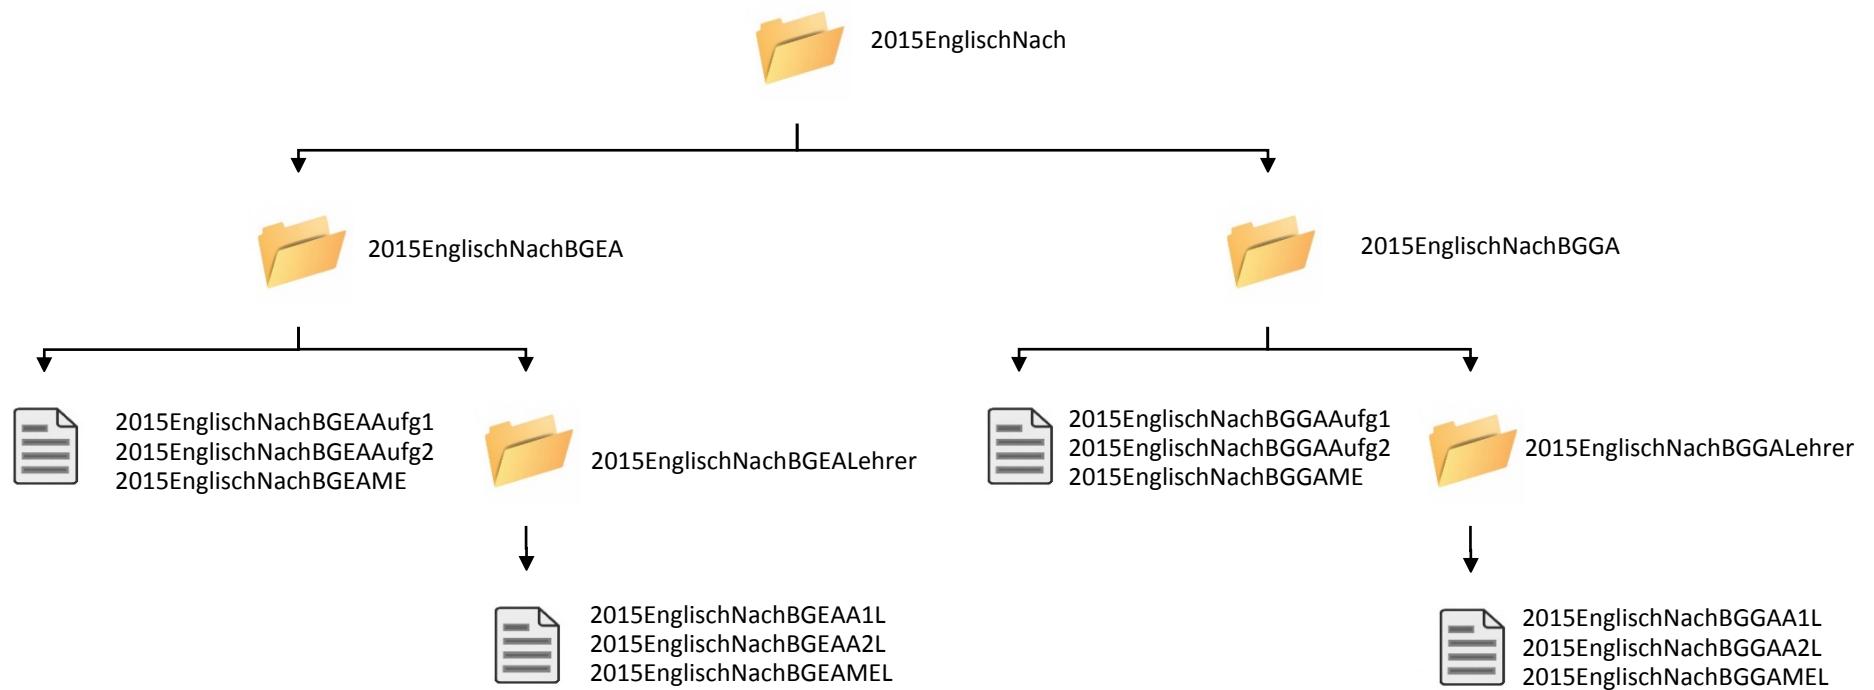 2015EnglischNach
2015EnglischNachBGEA
2015EnglischNachBGGA
2015EnglischNachBGEAAufg1
2015EnglischNachBGEAAufg2
2015EnglischNachBGEAME
2015EnglischNachBGEALehrer
2015EnglischNachBGGAAufg1
2015EnglischNachBGGAAufg2
2015EnglischNachBGGAME
2015EnglischNachBGGALehrer
2015EnglischNachBGEAA1L
2015EnglischNachBGEAA2L
2015EnglischNachBGEAMEL
2015EnglischNachBGGAA1L
2015EnglischNachBGGAA2L
2015EnglischNachBGGAMEL